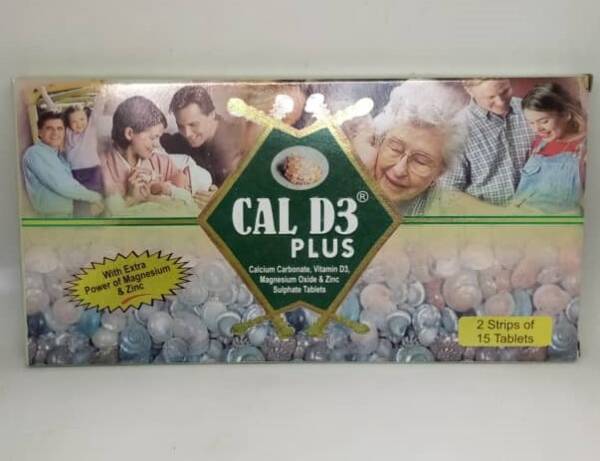 CAL D3®
PLUS
Calcium Carbonate, Vitamin D3,
Magnesium Oxide & Zinc
Sulphate Tablets
With Extra
Power of Magnesium
& Zinc
2 Strips of
15 Tablets